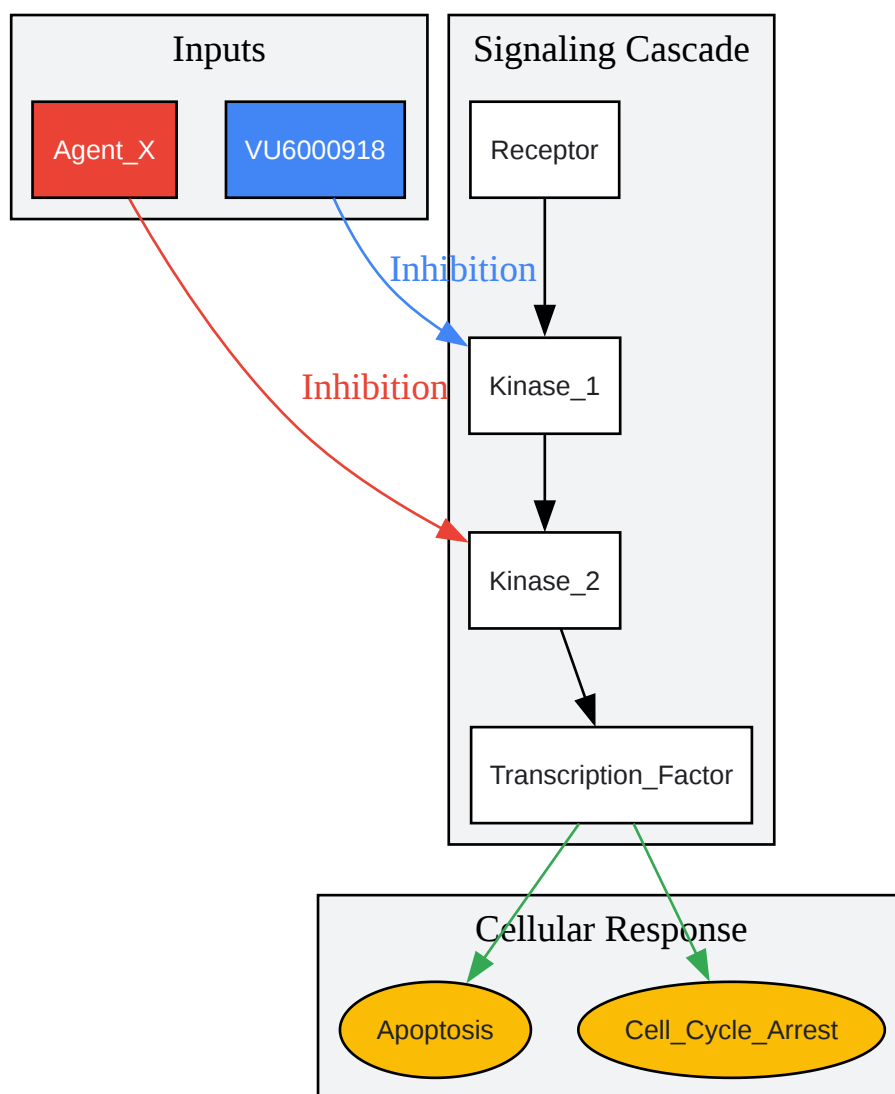 Inputs
Signaling Cascade
Agent_X
VU6000918
Receptor
Inhibition
Kinase_1
Inhibition
Kinase_2
Transcription_Factor
Cellular Response
Apoptosis
Cell_Cycle_Arrest